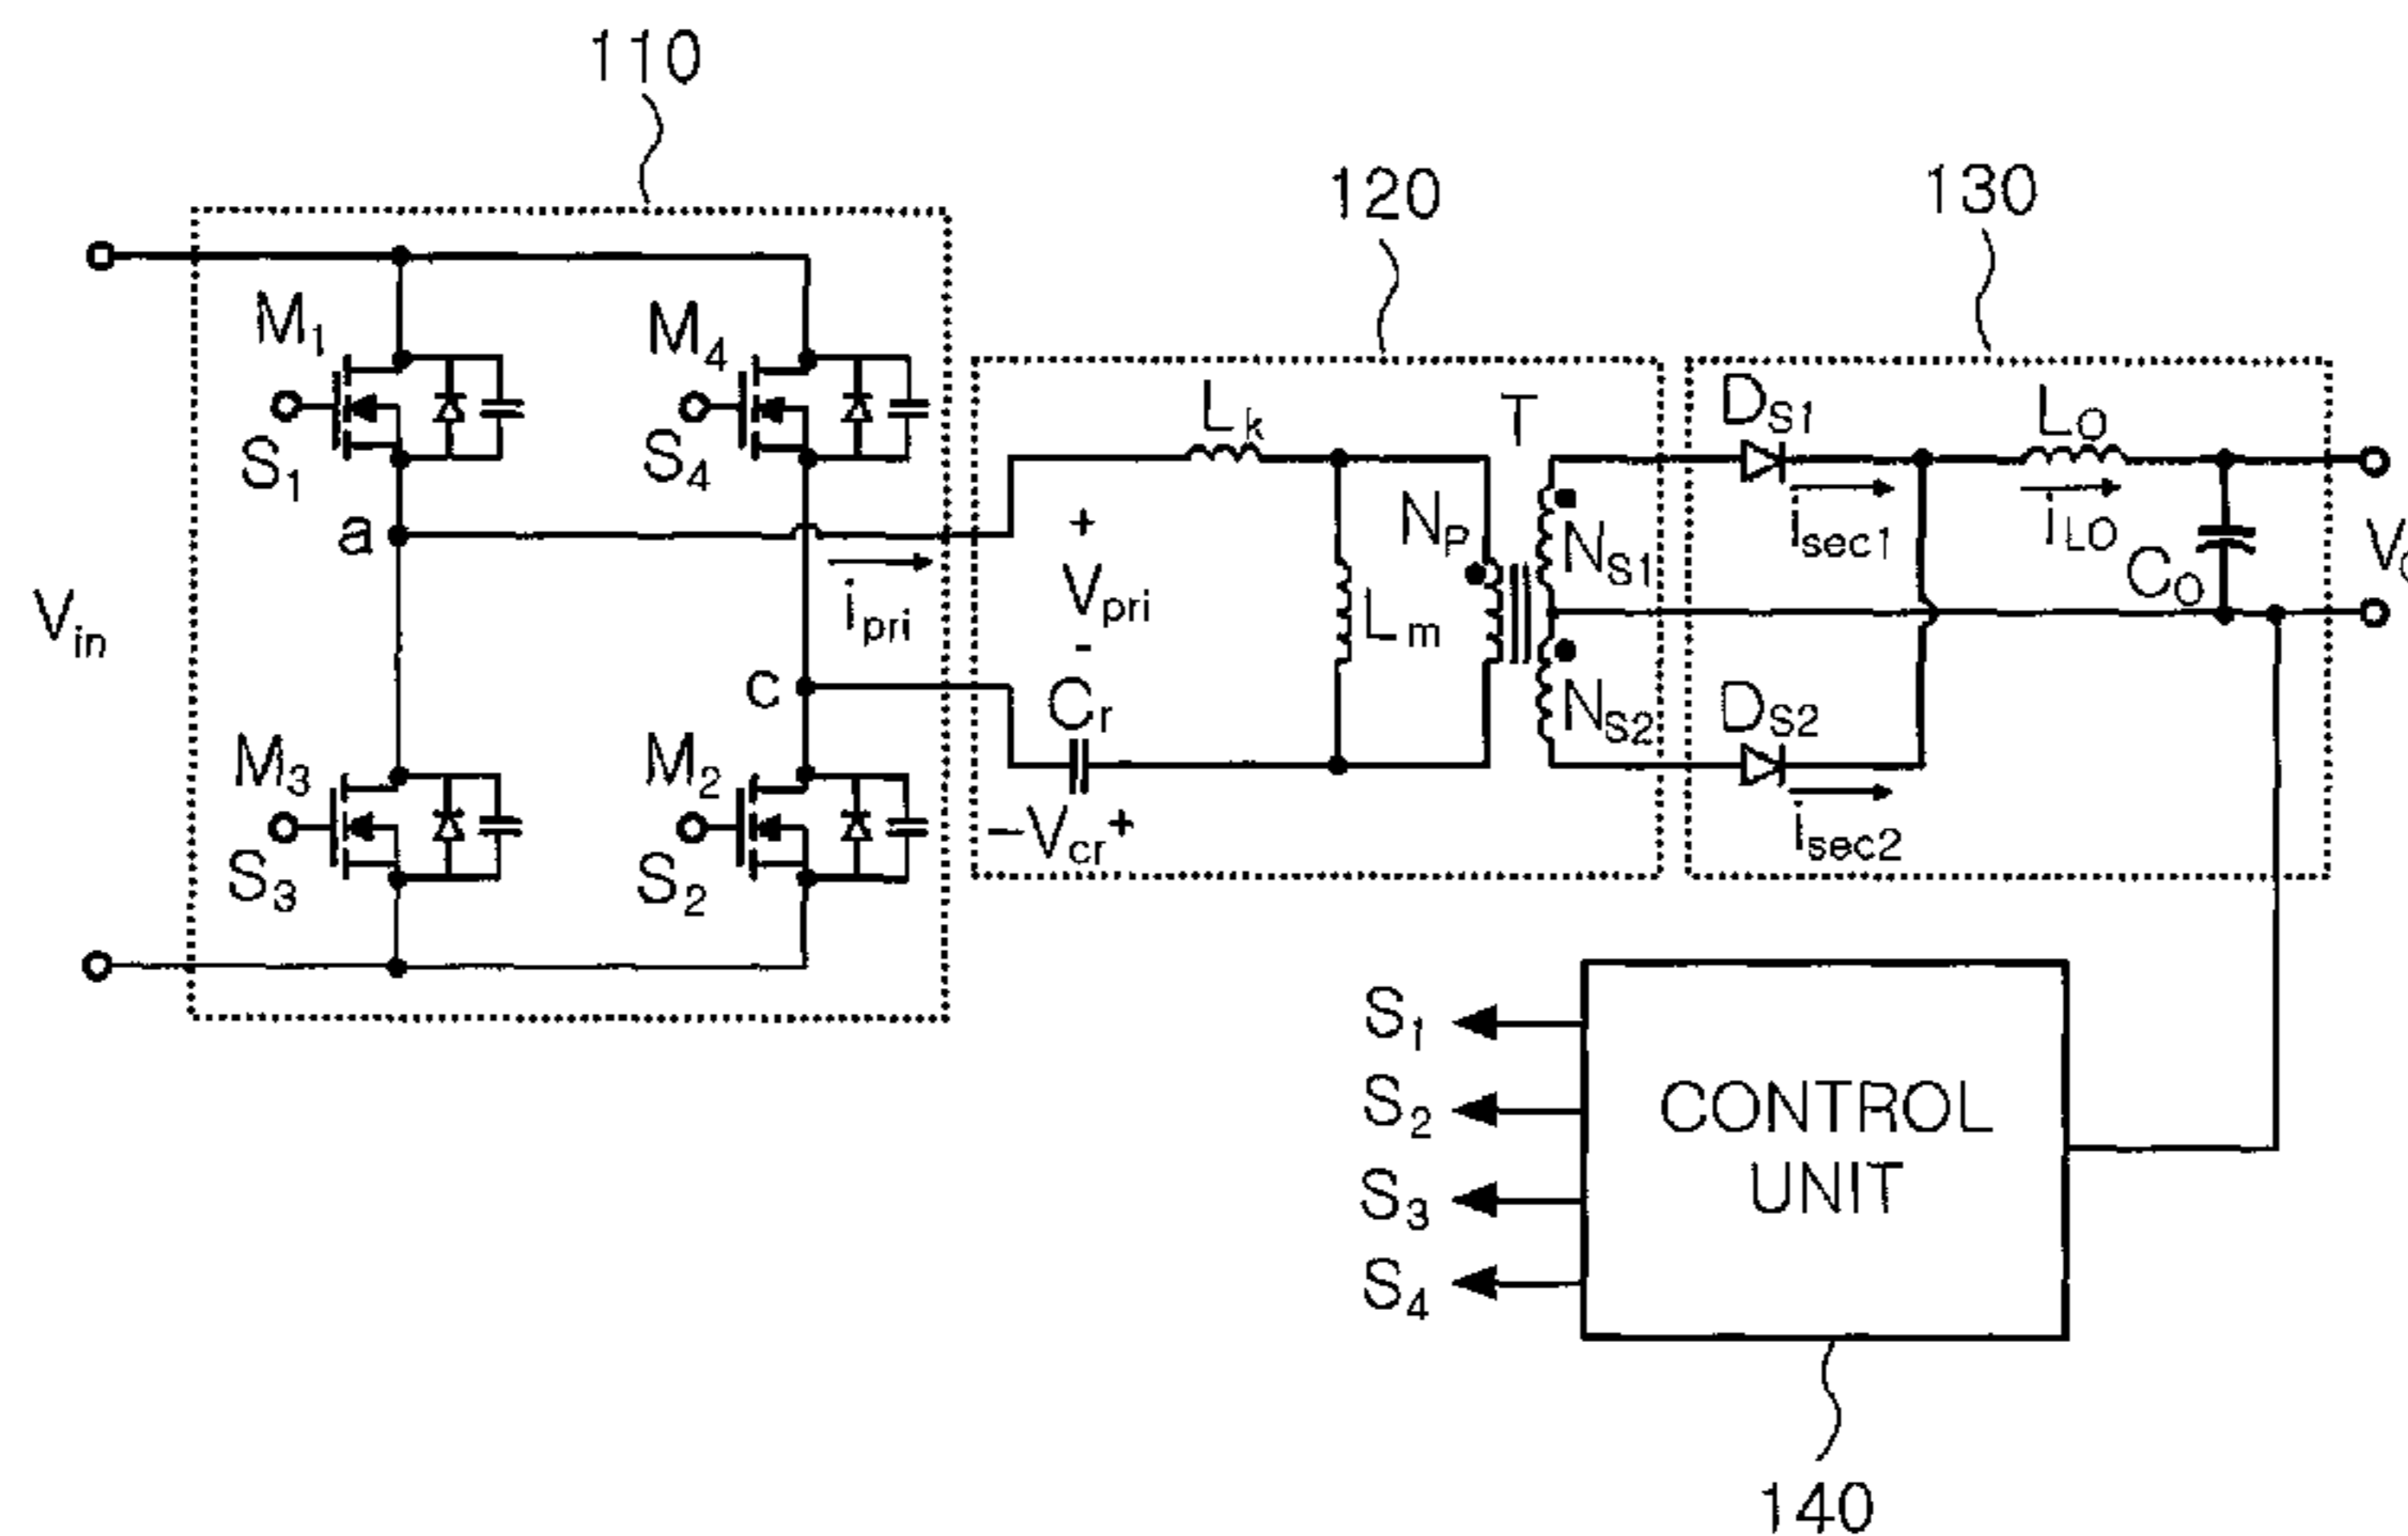 110
120
130
M1
S1
M4
S4
a
Vin
ipri
c
M3
S3
M2
S2
Lk
T
+
Vpri
-
Lm
NP
NS1
NS2
Cr
−Vcr+
DS1
isec1
LO
iLO
CO
DS2
isec2
S1
S2
S3
S4
CONTROL
UNIT
140